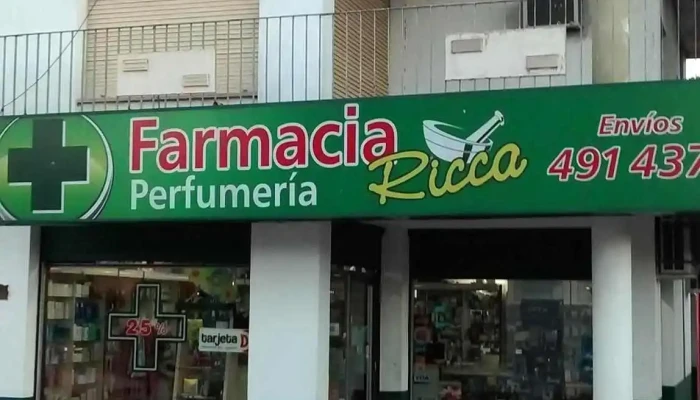 Farmacia
Perfumería
Ricca
Envíos
491 437
25%
tarjeta D